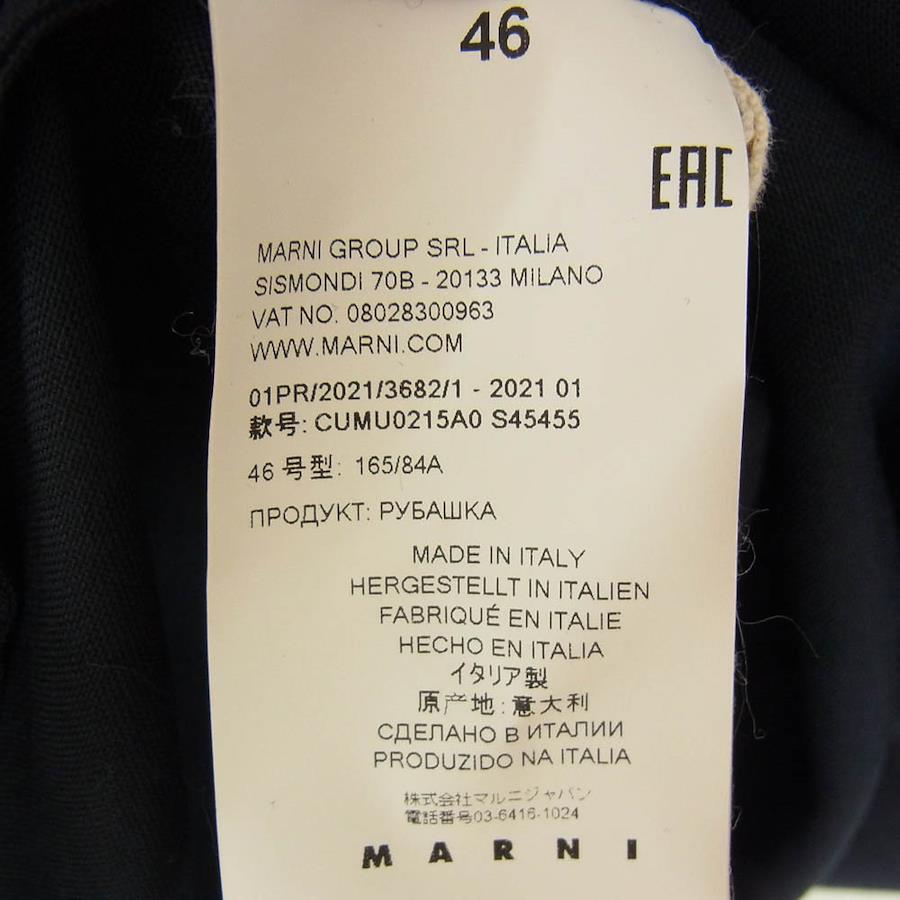 46
EAC
MARNI GROUP SRL - ITALIA
SISMONDI 70B - 20133 MILANO
VAT NO. 08028300963
WWW.MARNI.COM
01PR/2021/3682/1 - 2021 01
款号: CUMU0215A0 S45455
46 号型: 165/84A
ПРОДУКТ: РУБАШКА
MADE IN ITALY
HERGESTELLT IN ITALIEN
FABRIQUÉ EN ITALIE
HECHO EN ITALIA
イタリア製
原产地: 意大利
СДЕЛАНО В ИТАЛИИ
PRODUZIDO NA ITALIA
株式会社マルニジャパン
電話番号03-6416-1024
MARNI